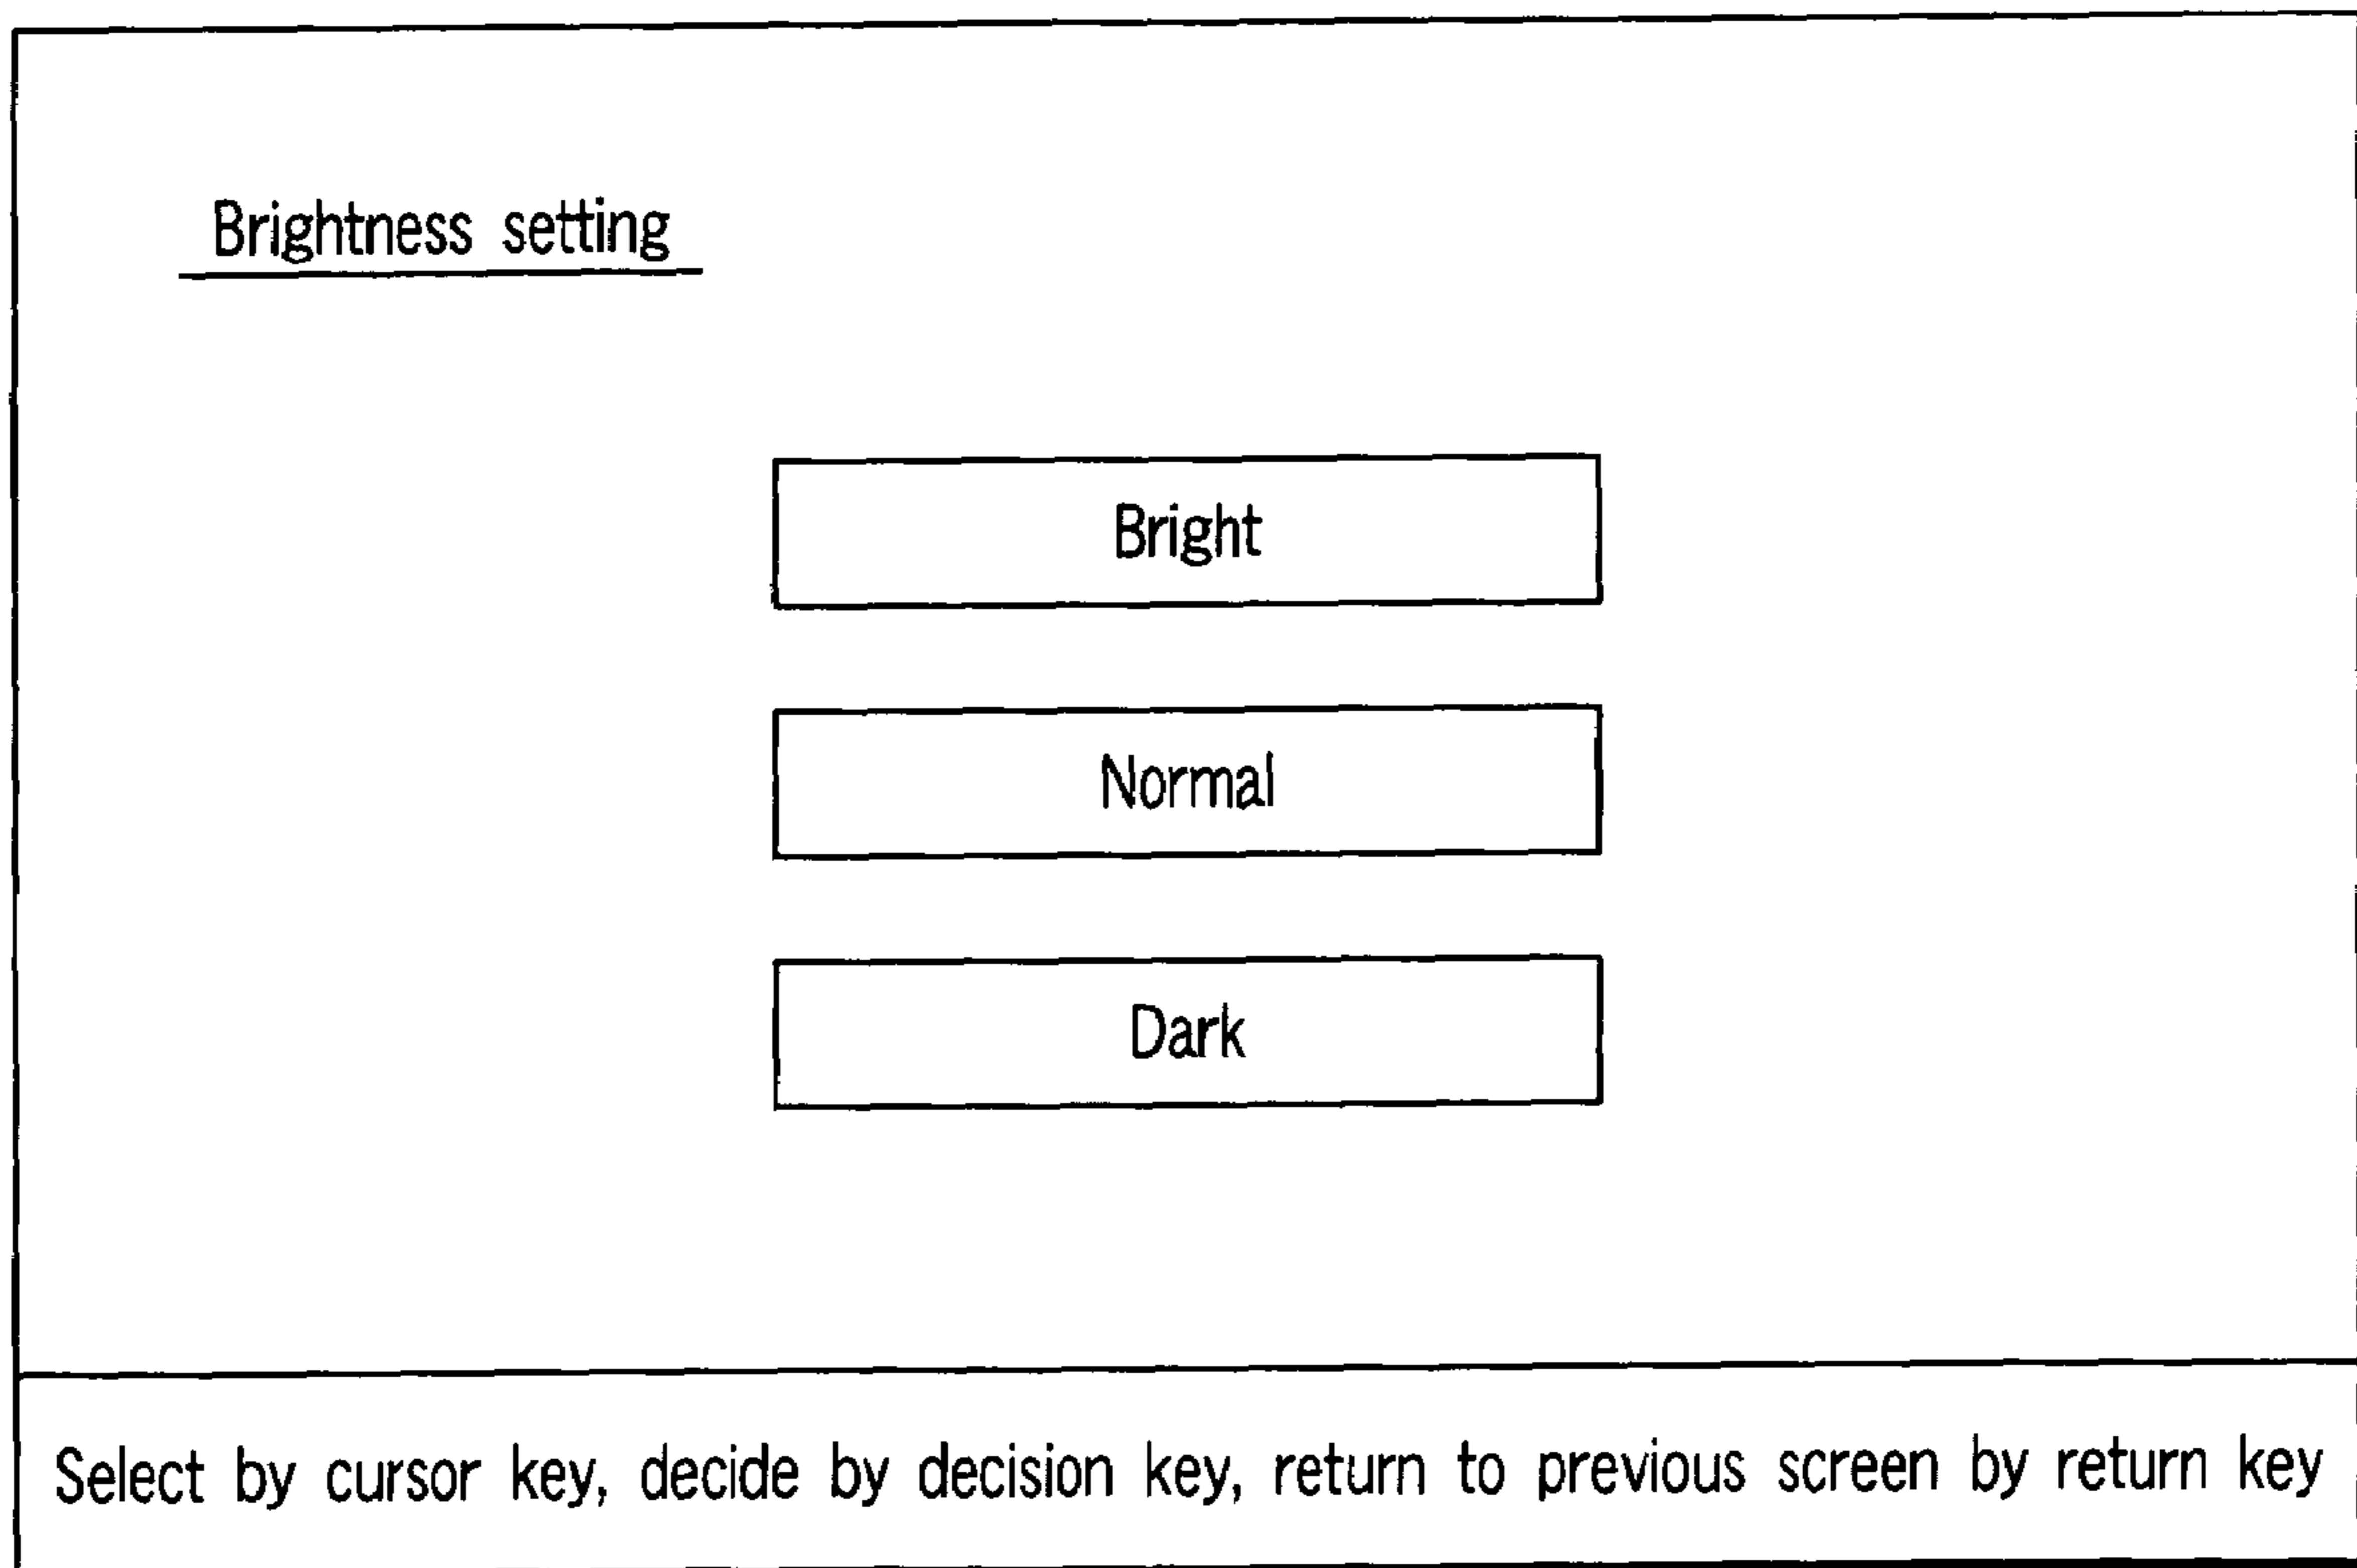 Brightness setting
Bright
Normal
Dark
Select by cursor key, decide by decision key, return to previous screen by return key